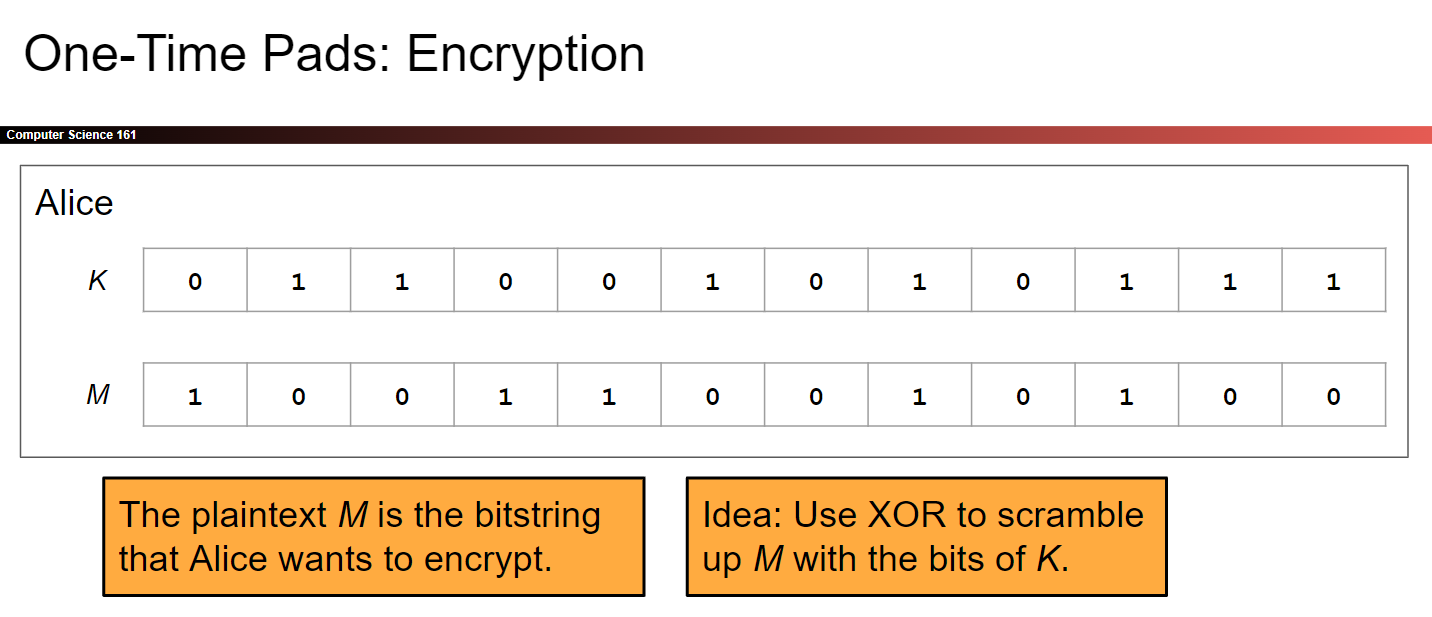 One-Time Pads: Encryption
Computer Science 161
Alice
K 0 1 1 0 0 1 0 1 0 1 1 1
M 1 0 0 1 1 0 0 1 0 1 0 0
The plaintext M is the bitstring
that Alice wants to encrypt.
Idea: Use XOR to scramble
up M with the bits of K.